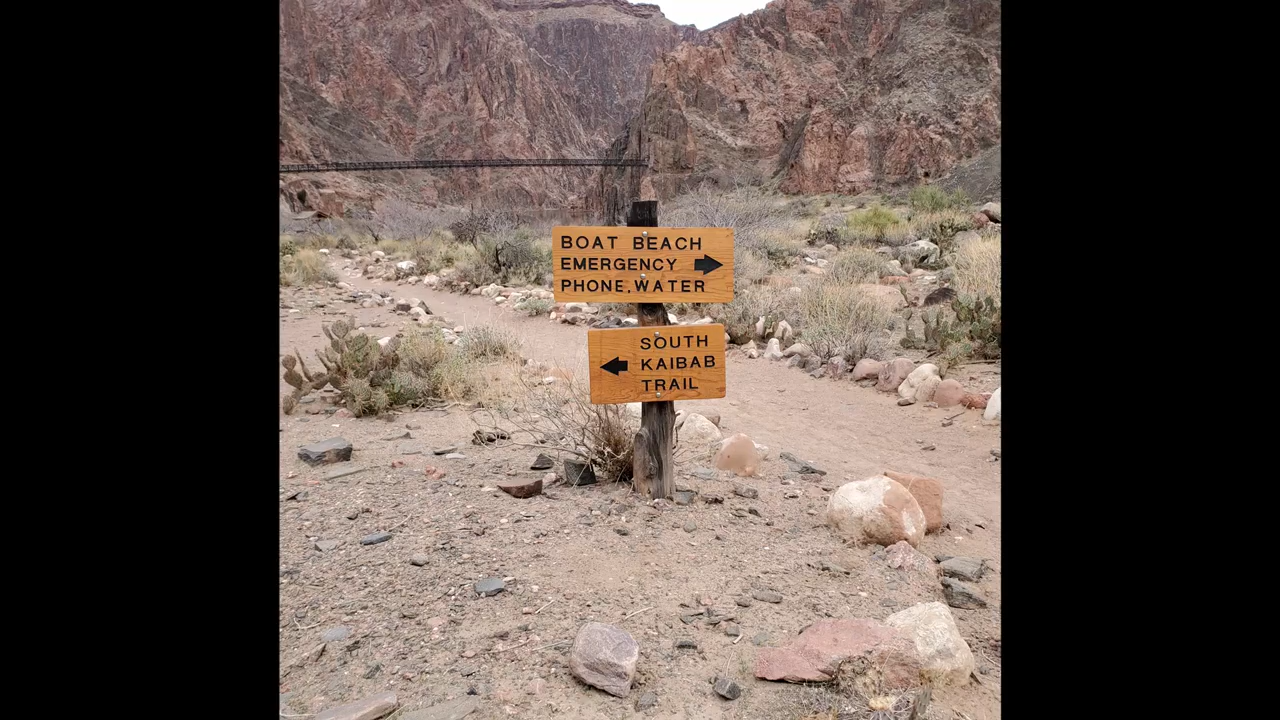 BOAT BEACH
EMERGENCY
PHONE,WATER
SOUTH
KAIBAB
TRAIL